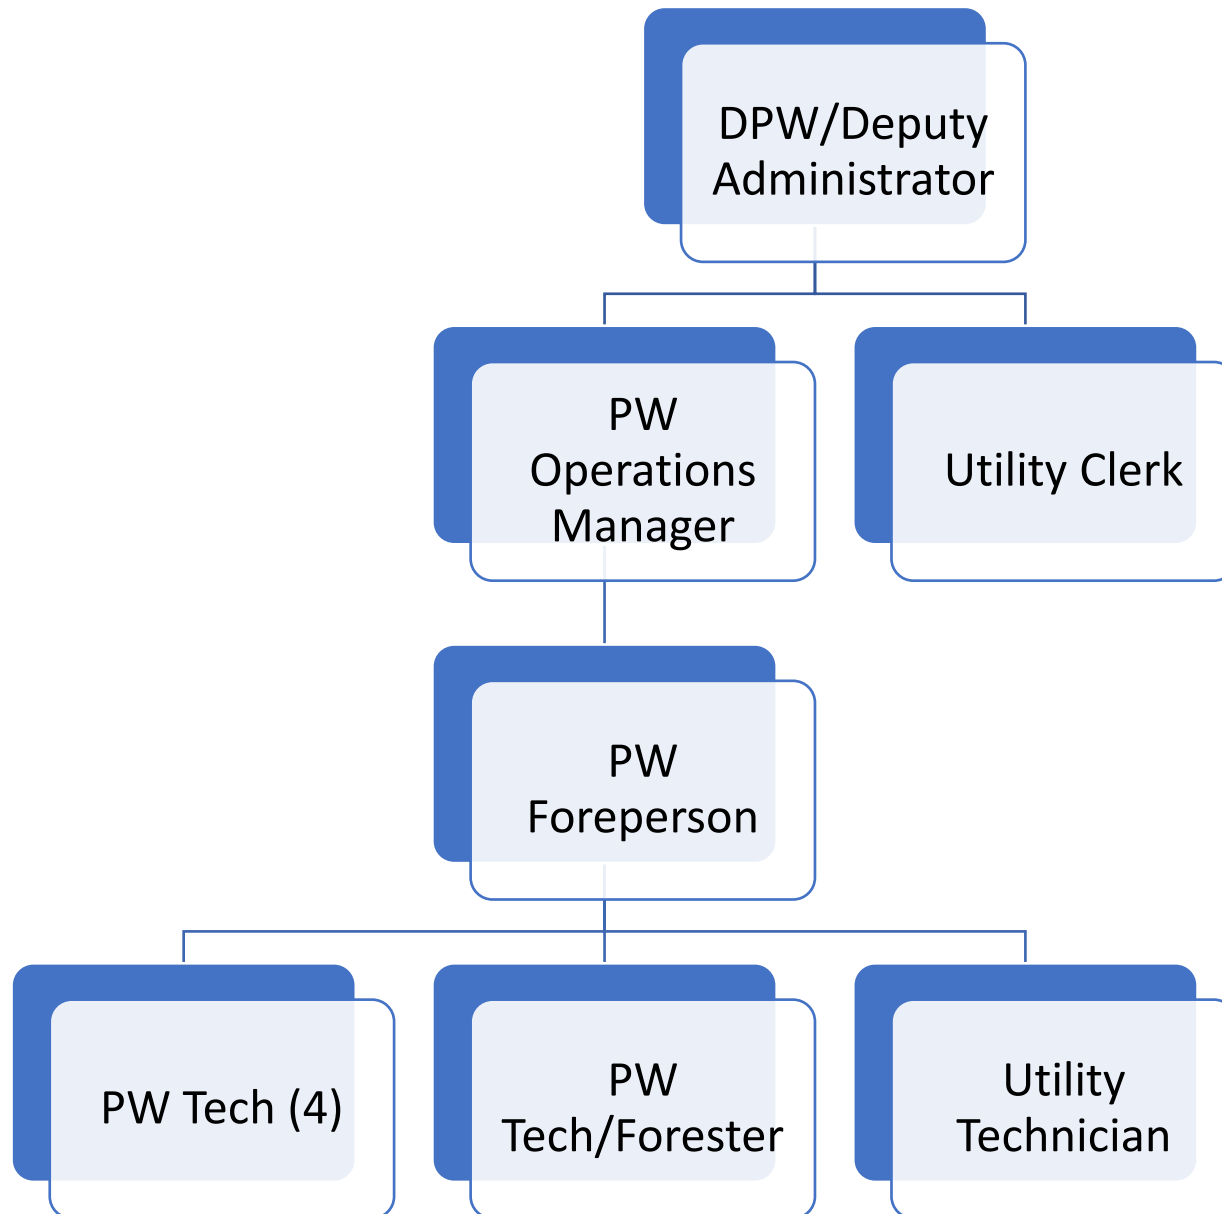 DPW/Deputy
Administrator
PW
Operations
Manager
Utility Clerk
PW
Foreperson
PW Tech (4)
PW
Tech/Forester
Utility
Technician